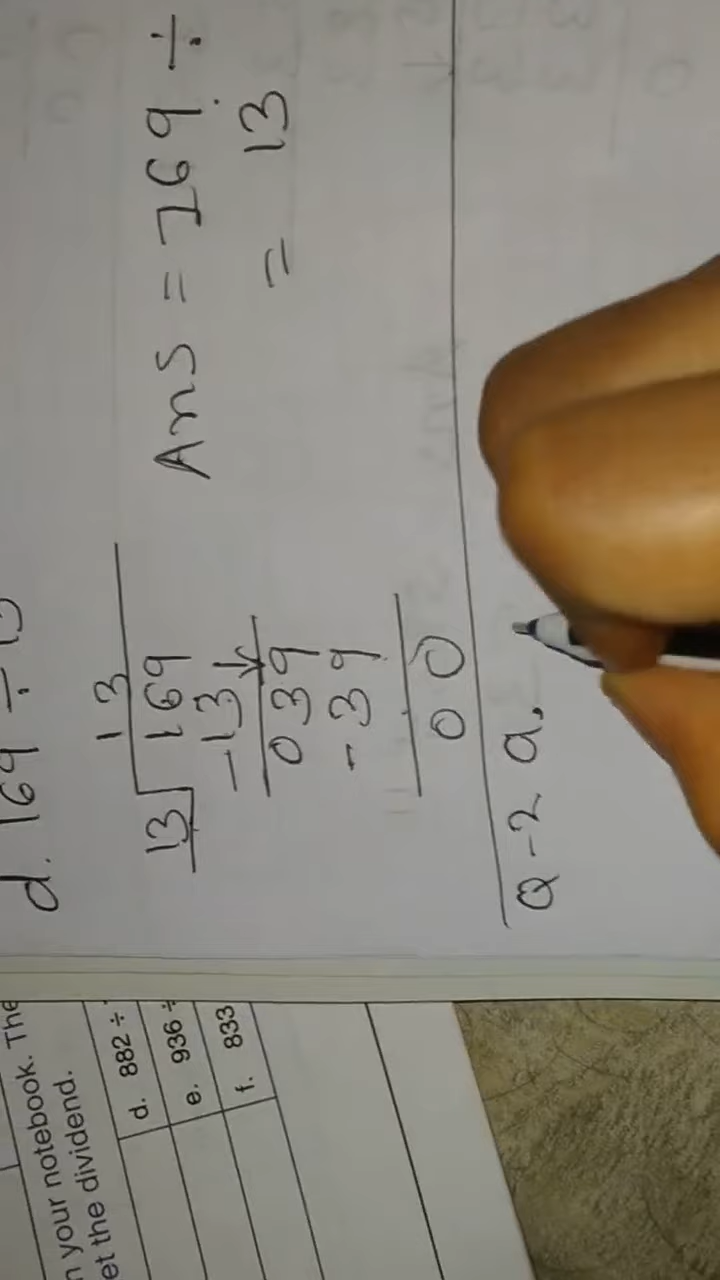 d. 169 ÷ 13
13
13 169
Ans = 169 ÷
-13
= 13
039
-39
00
Q-2 a.
n your notebook. The
et the dividend.
d. 882 ÷
e. 936 ÷
f. 833